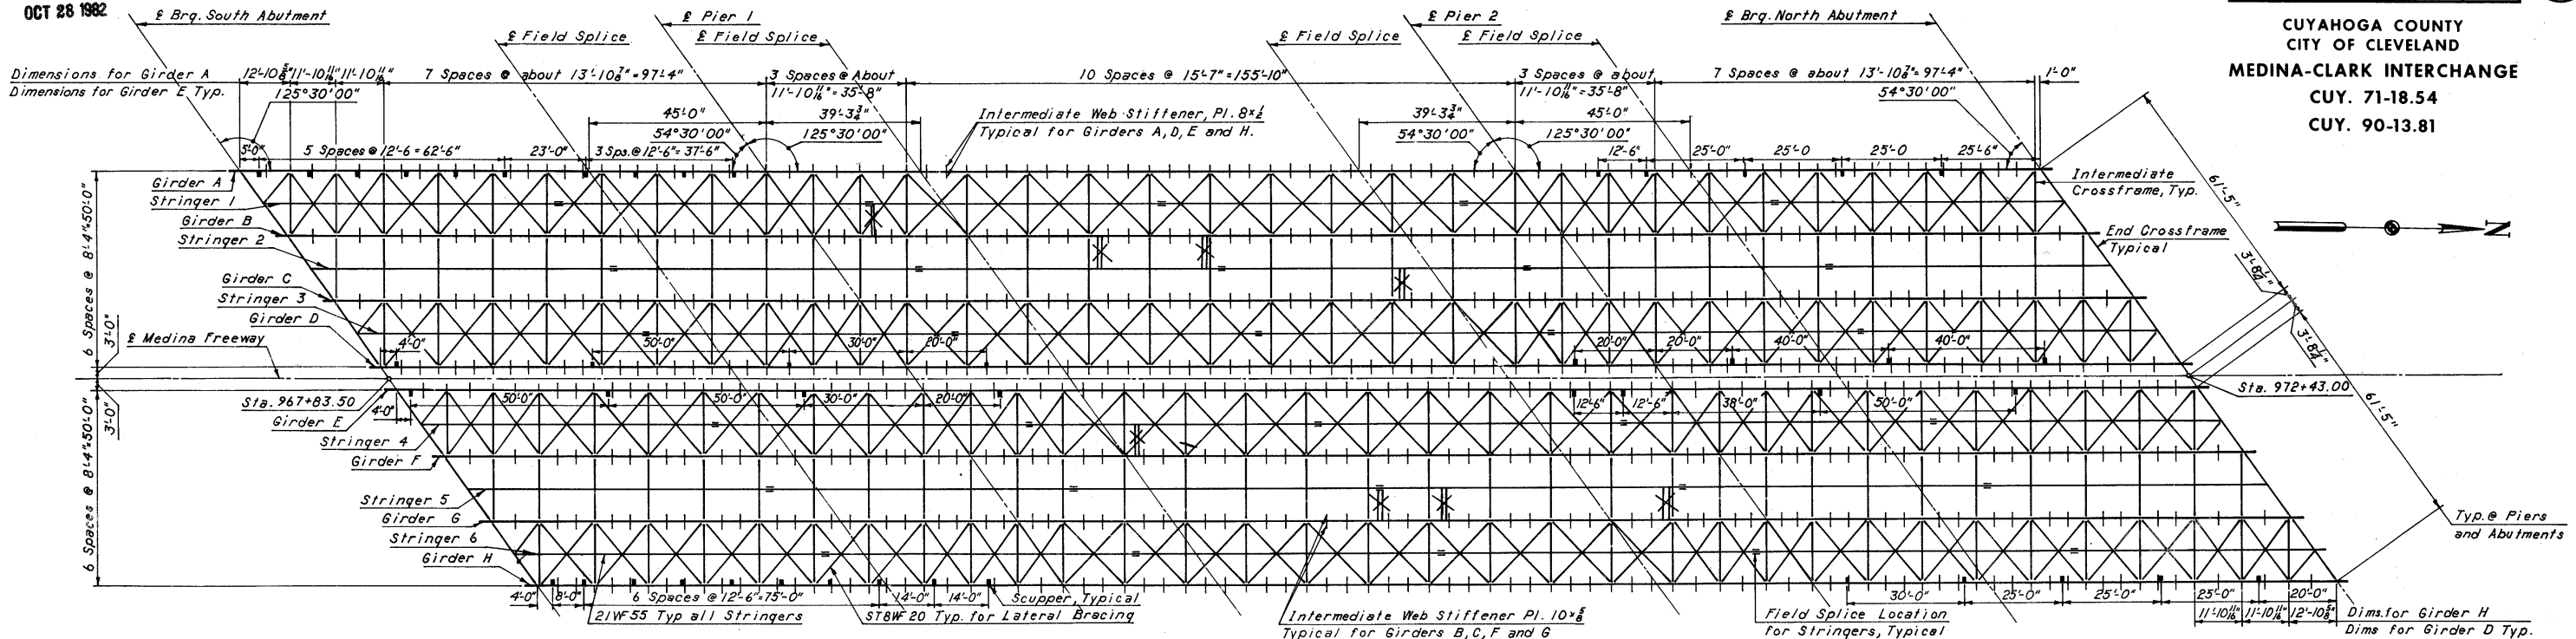 OCT 28 1982
℄ Brg. South Abutment
℄ Pier 1
℄ Field Splice
℄ Field Splice
℄ Pier 2
℄ Field Splice
℄ Field Splice
℄ Brg. North Abutment
CUYAHOGA COUNTY
CITY OF CLEVELAND
MEDINA-CLARK INTERCHANGE
CUY. 71-18.54
CUY. 90-13.81
Dimensions for Girder A
Dimensions for Girder E Typ.
12'-10⅝"
11'-10 11/16"
11'-10 11/16"
7 Spaces @ about 13'-10⅞"=97'-4"
3 Spaces @ About
11'-10 11/16"=35'-8"
10 Spaces @ 15'-7"=155'-10"
3 Spaces @ about
11'-10 11/16"=35'-8"
7 Spaces @ about 13'-10⅞"=97'-4"
1'-0"
125°30'00"
54°30'00"
45'-0"
39'-3¾"
54°30'00"
125°30'00"
Intermediate Web Stiffener, Pl. 8x½
Typical for Girders A, D, E and H.
39'-3¾"
45'-0"
54°30'00"
125°30'00"
5'-0"
5 Spaces @ 12'-6=62'-6"
23'-0"
3 Sps. @ 12'-6"=37'-6"
12'-6"
25'-0"
25'-0
25'-0
25'-6"
Girder A
Stringer 1
Girder B
Stringer 2
Girder C
Stringer 3
Girder D
℄ Medina Freeway
6 Spaces @ 8'-4"=50'-0"
3'-0"
3'-0"
6 Spaces @ 8'-4"=50'-0"
Intermediate
Crossframe, Typ.
End Crossframe
Typical
61'-5"
3'-8¼"
3'-8¼"
61'-5"
N
4'-0"
50'-0"
30'-0"
20'-0"
20'-0"
20'-0"
40'-0"
40'-0"
Sta. 967+83.50
Sta. 972+43.00
Girder E
4'-0"
50'-0"
50'-0"
30'-0"
20'-0"
12'-6"
12'-6"
38'-0"
50'-0"
Stringer 4
Girder F
Stringer 5
Girder G
Stringer 6
Girder H
Typ. @ Piers
and Abutments
4'-0"
8'-0"
6 Spaces @ 12'-6"=75'-0"
14'-0"
14'-0"
Scupper, Typical
21WF55 Typ all Stringers
ST8WF20 Typ. for Lateral Bracing
Intermediate Web Stiffener Pl. 10x⅝
Typical for Girders B, C, F and G
Field Splice Location
for Stringers, Typical
30'-0"
25'-0"
25'-0"
25'-0"
20'-0"
11'-10 11/16"
11'-10 11/16"
12'-10⅝"
Dims. for Girder H
Dims for Girder D Typ.